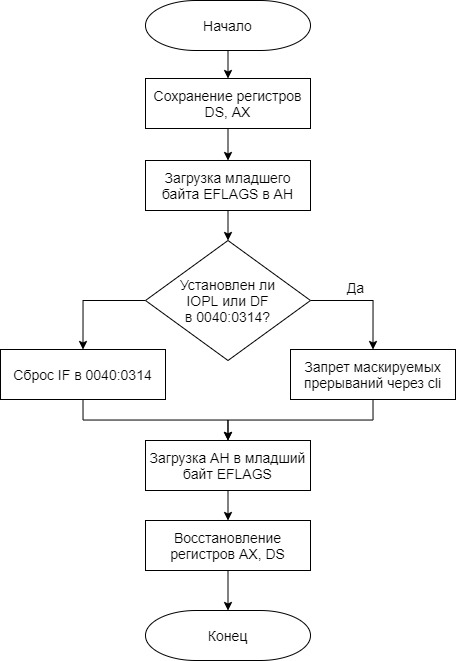 Начало
Сохранение регистров
DS, AX
Загрузка младшего
байта EFLAGS в AH
Установлен ли
IOPL или DF
в 0040:0314?
Да
Сброс IF в 0040:0314
Запрет маскируемых
прерываний через cli
Загрузка AH в младший
байт EFLAGS
Восстановление
регистров AX, DS
Конец